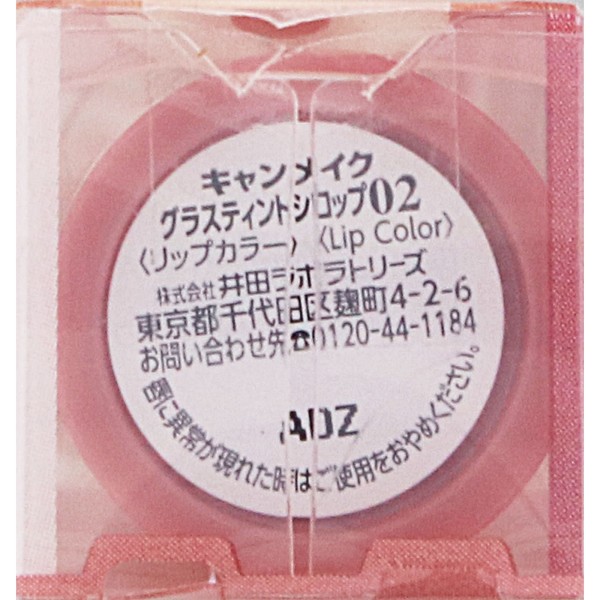 キャンメイク
グラスティントシロップ02
〈リップカラー〉 〈Lip Color〉
株式会社 井田ラボラトリーズ
東京都千代田区麹町4-2-6
お問い合わせ先☎0120-44-1184
ADZ
唇に異常が現れた時はご使用をおやめください。